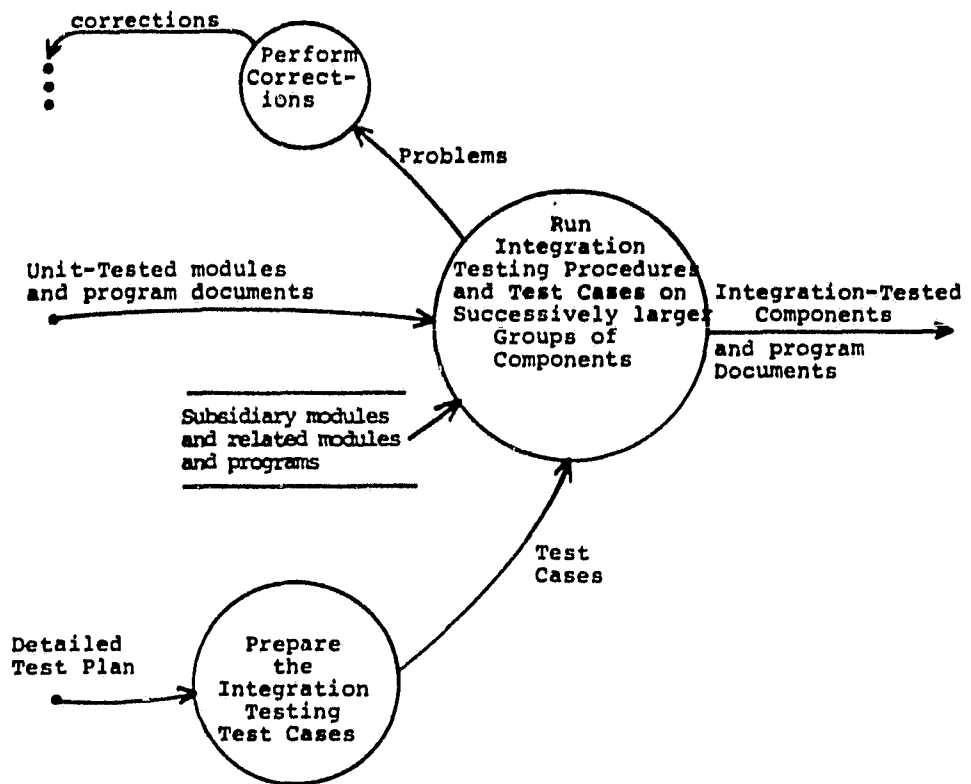 corrections
Perform
Correct-
ions
Problems
Run
Integration
Testing Procedures
and Test Cases on
Successively larger
Groups of
Components
Unit-Tested modules
and program documents
Integration-Tested
Components
and program
Documents
Subsidiary modules
and related modules
and programs
Test
Cases
Detailed
Test Plan
Prepare
the
Integration
Testing
Test Cases